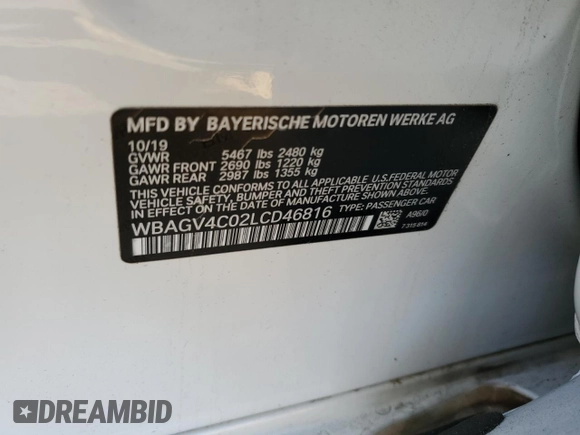 MFD BY BAYERISCHE MOTOREN WERKE AG
10/19
GVWR 5467 lbs 2480 kg
GAWR FRONT 2690 lbs 1220 kg
GAWR REAR 2987 lbs 1355 kg
THIS VEHICLE CONFORMS TO ALL APPLICABLE U.S.FEDERAL MOTOR
VEHICLE SAFETY, BUMPER AND THEFT PREVENTION STANDARDS
IN EFFECT ON THE DATE OF MANUFACTURE SHOWN ABOVE.
WBAGV4C02LCD46816 TYPE: PASSENGER CAR
A96/0
DREAMBID